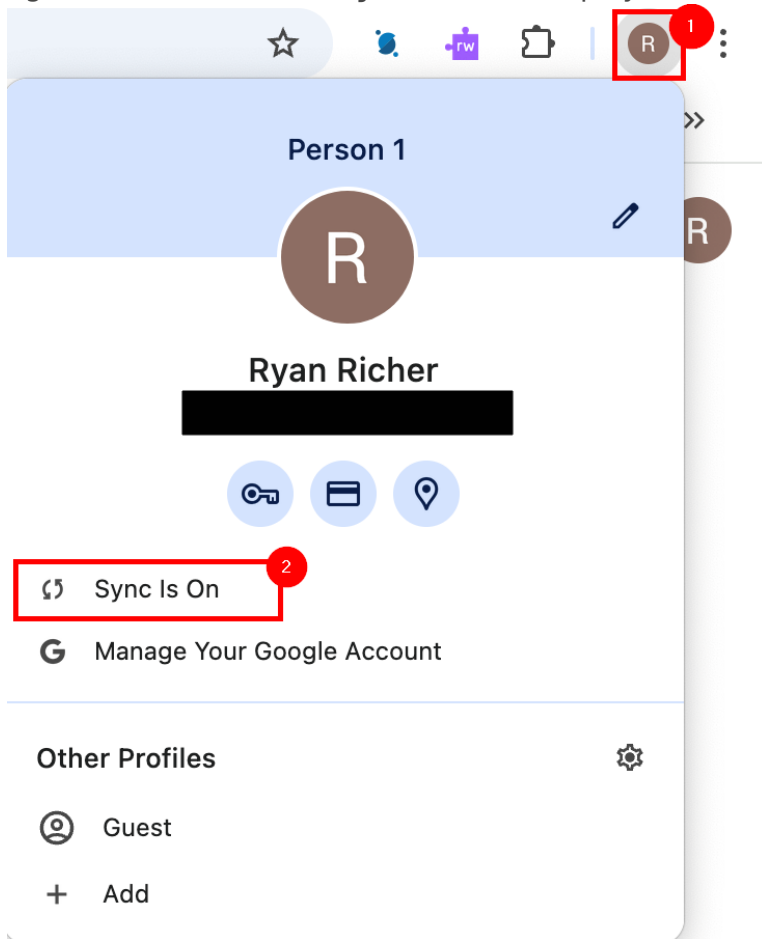 R
1
rw
Person 1
R
R
Ryan Richer
2
Sync Is On
G Manage Your Google Account
Other Profiles
Guest
Add